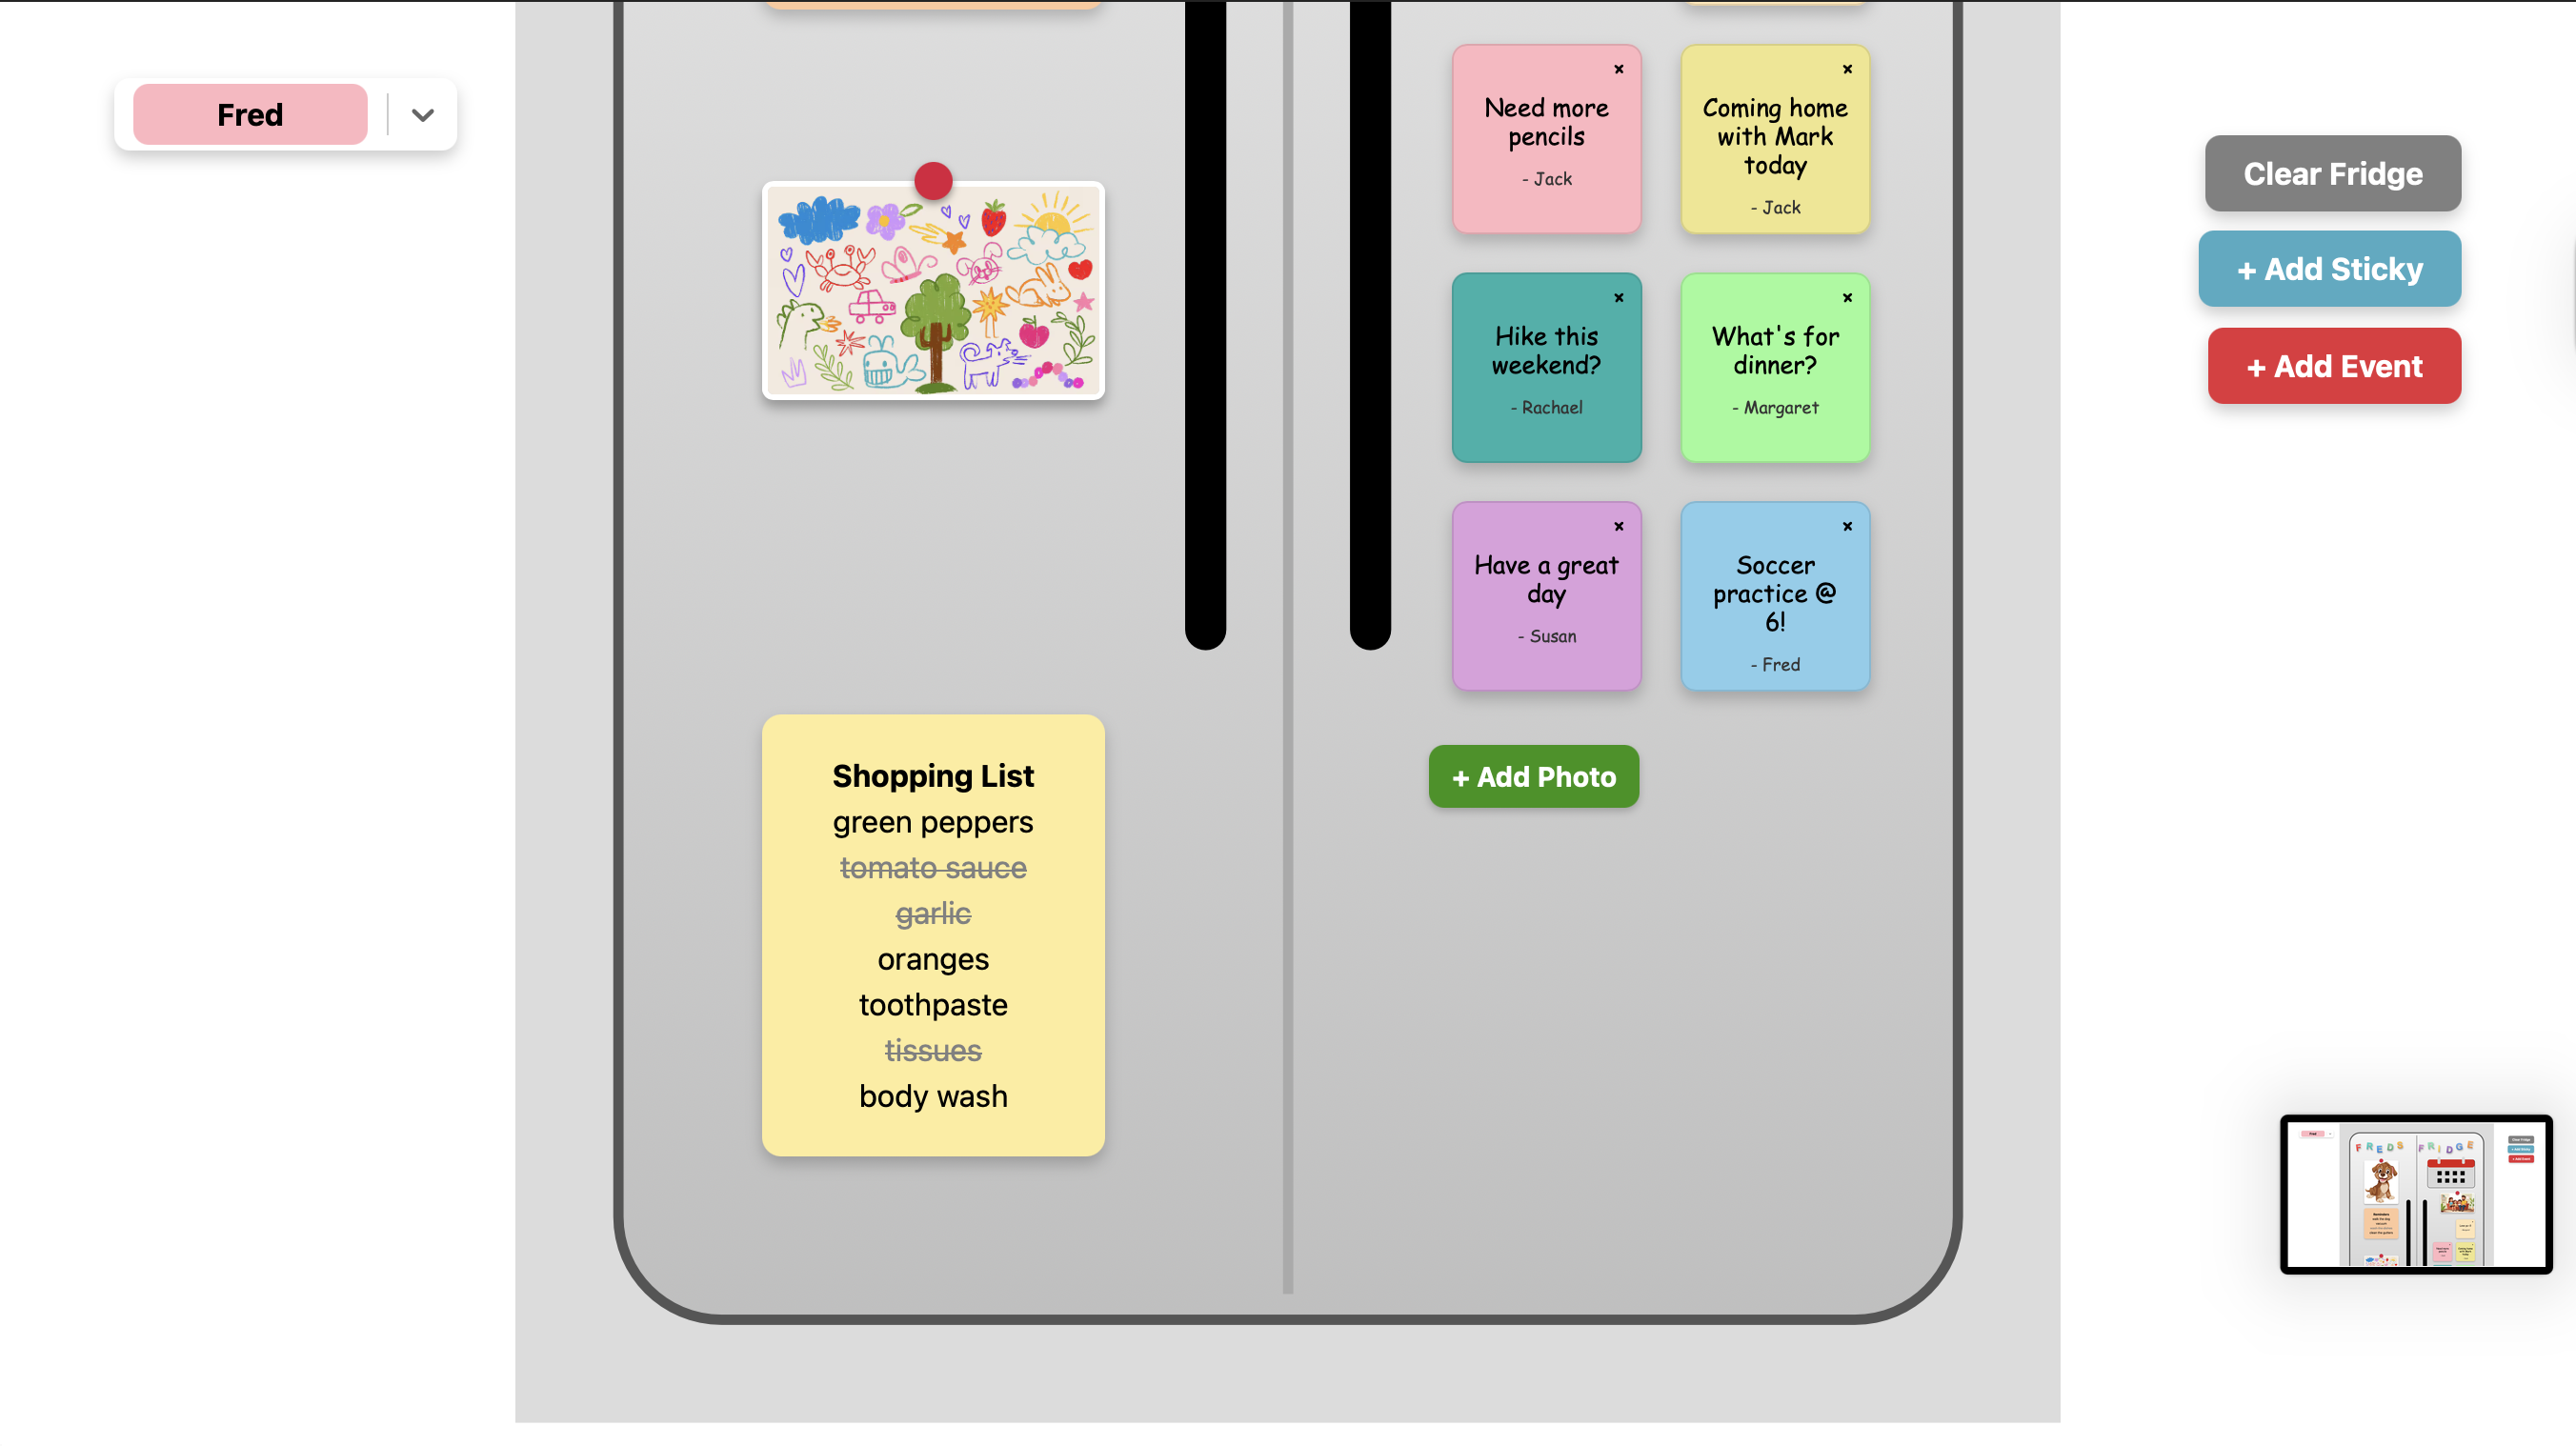 Fred
Need more
pencils
- Jack
×
Coming home
with Mark
today
- Jack
×
Hike this
weekend?
- Rachael
×
What's for
dinner?
- Margaret
×
Have a great
day
- Susan
×
Soccer
practice @
6!
- Fred
×
+ Add Photo
Shopping List
green peppers
tomato sauce
garlic
oranges
toothpaste
tissues
body wash
Clear Fridge
+ Add Sticky
+ Add Event
FREDS FRIDGE